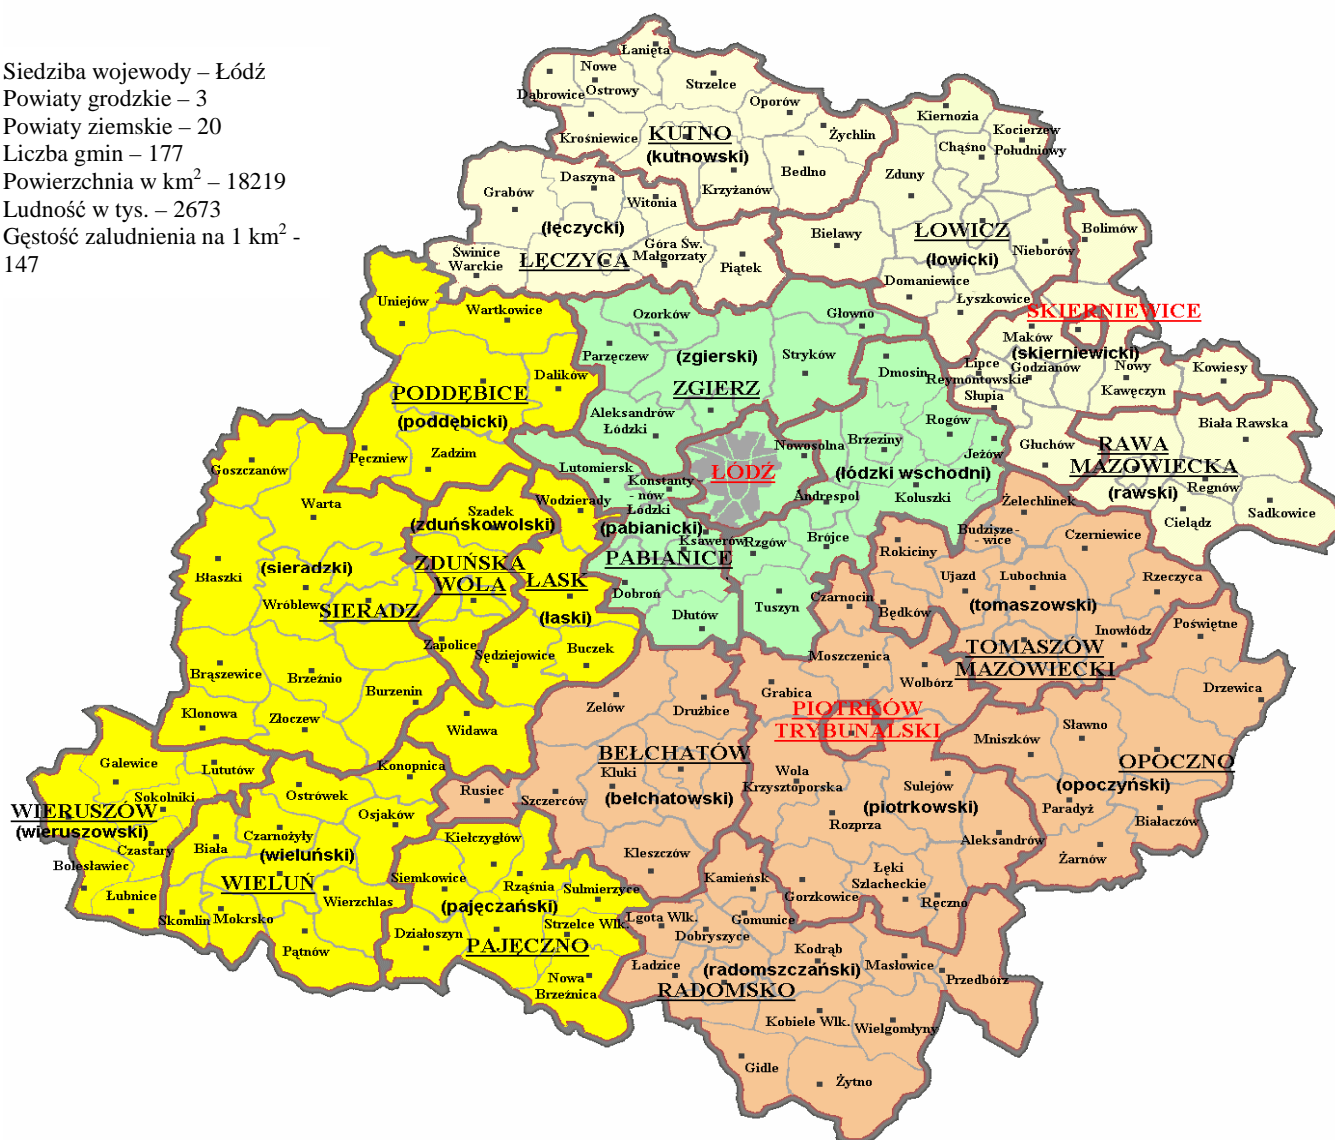 Siedziba wojewody – Łódź
Powiaty grodzkie – 3
Powiaty ziemskie – 20
Liczba gmin – 177
Powierzchnia w km² – 18219
Ludność w tys. – 2673
Gęstość zaludnienia na 1 km² -
147
Łanięta
Nowe
Ostrowy
Dąbrowice
Strzelce
Oporów
Krośniewice
KUTNO
(kutnowski)
Żychlin
Bedlno
Krzyżanów
Kiernozia
Kocierzew
Południowy
Chąśno
Zduny
Bielawy
ŁOWICZ
(łowicki)
Nieborów
Bolimów
Domaniewice
Łyszkowice
Daszyna
Grabów
Witonia
(łęczycki)
Góra Św.
Małgorzaty
Świnice
Warckie
ŁĘCZYCA
Piątek
SKIERNIEWICE
Maków
(skierniewicki)
Lipce
Reymontowskie
Godzianów
Słupia
Nowy
Kawęczyn
Kowiesy
Głuchów
Biała Rawska
RAWA
MAZOWIECKA
(rawski)
Regnów
Cielądz
Sadkowice
Uniejów
Wartkowice
PODDĘBICE
(poddębicki)
Dalików
Pęczniew
Zadzim
Ozorków
Głowno
Parzęczew
(zgierski)
Stryków
ZGIERZ
Aleksandrów
Łódzki
Dmosin
Rogów
Brzeziny
Jeżów
Nowosolna
(łódzki wschodni)
Koluszki
Andrespol
ŁÓDŹ
Lutomiersk
Konstanty
- nów
Łódzki
(pabianicki)
Ksawerów
Rzgów
Brójce
PABIANICE
Dobroń
Dłutów
Tuszyn
Goszczanów
Warta
Szadek
(zduńskowolski)
Wodzierady
ZDUŃSKA
WOLA
ŁASK
(łaski)
Błaszki
(sieradzki)
Wróblew
SIERADZ
Zapolice
Sędziejowice
Buczek
Brąszewice
Brzeźnio
Burzenin
Klonowa
Złoczew
Widawa
Żelechlinek
Budzisze -
- wice
Czerniewice
Rokiciny
Ujazd
Lubochnia
Rzeczyca
Czarnocin
Będków
(tomaszowski)
Inowłódz
TOMASZÓW
MAZOWIECKI
Poświętne
Moszczenica
Wolbórz
Grabica
PIOTRKÓW
TRYBUNALSKI
Drzewica
Sławno
Mniszków
OPOCZNO
(opoczyński)
Paradyż
Białaczów
Żarnów
Zelów
Drużbice
BEŁCHATÓW
Kluki
(bełchatowski)
Rusiec
Szczerców
Kleszczów
Wola
Krzysztoporska
Sulejów
(piotrkowski)
Rozprza
Aleksandrów
Łęki
Szlacheckie
Gorzkowice
Ręczno
Galewice
Lututów
Sokolniki
WIERUSZÓW
(wieruszowski)
Czastary
Bolesławiec
Łubnice
Konopnica
Ostrówek
Osjaków
Czarnożyły
Biała
(wieluński)
WIELUŃ
Wierzchlas
Skomlin
Mokrsko
Pątnów
Kiełczygłów
Siemkowice
Rząśnia
Sulmierzyce
(pajęczański)
Strzelce Wlk.
Działoszyn
PAJĘCZNO
Nowa
Brzeźnica
Kamieńsk
Lgota Wlk.
Gomunice
Dobryszyce
Kodrąb
Ładzice
(radomszczański)
Masłowice
Przedbórz
RADOMSKO
Kobiele Wlk.
Wielgomłyny
Gidle
Żytno